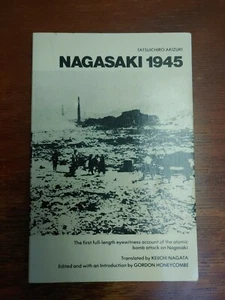 TATSUICHIRO AKIZUKI
NAGASAKI 1945
The first full-length eyewitness account of the atomic
bomb attack on Nagasaki
Translated by KEIICHI NAGATA
Edited and with an Introduction by GORDON HONEYCOMBE